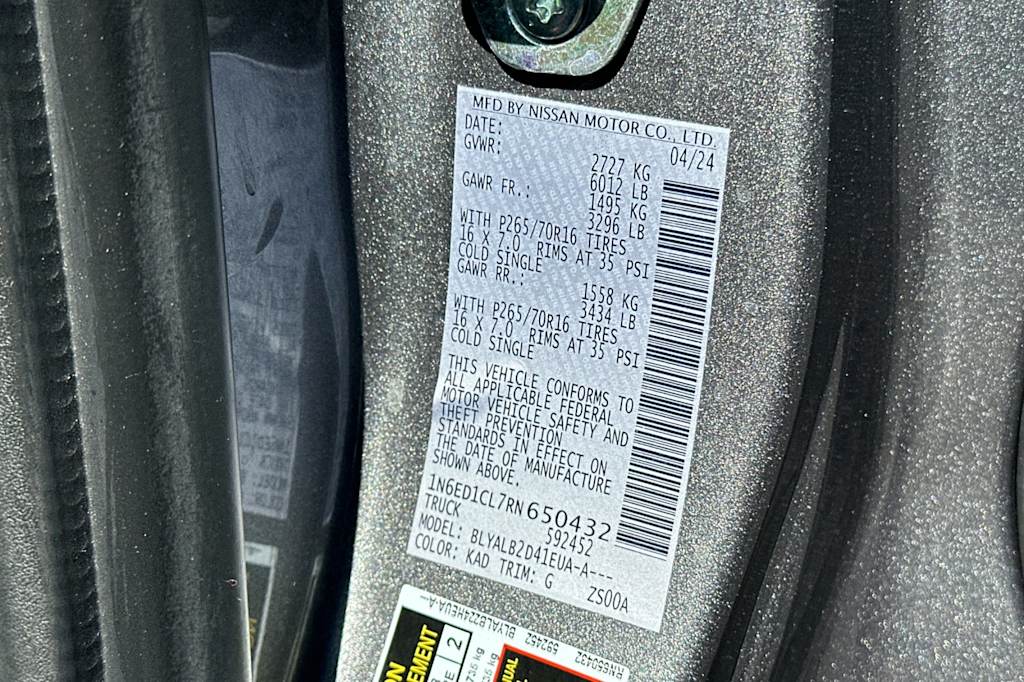 MFD BY NISSAN MOTOR CO., LTD.
DATE: 04/24
GVWR: 2727 KG
6012 LB
GAWR FR.: 1495 KG
3296 LB
WITH P265/70R16 TIRES
16 X 7.0 RIMS AT 35 PSI
COLD SINGLE
GAWR RR.: 1558 KG
3434 LB
WITH P265/70R16 TIRES
16 X 7.0 RIMS AT 35 PSI
COLD SINGLE
THIS VEHICLE CONFORMS TO
ALL APPLICABLE FEDERAL
MOTOR VEHICLE SAFETY AND
THEFT PREVENTION
STANDARDS IN EFFECT ON
THE DATE OF MANUFACTURE
SHOWN ABOVE.
1N6ED1CL7RN650432
TRUCK 592452
MODEL: BLYALB2D41EUA-A---
COLOR: KAD TRIM: G ZS00A
RN650432 592452 BLYALB2Z4HEUA-A--
2